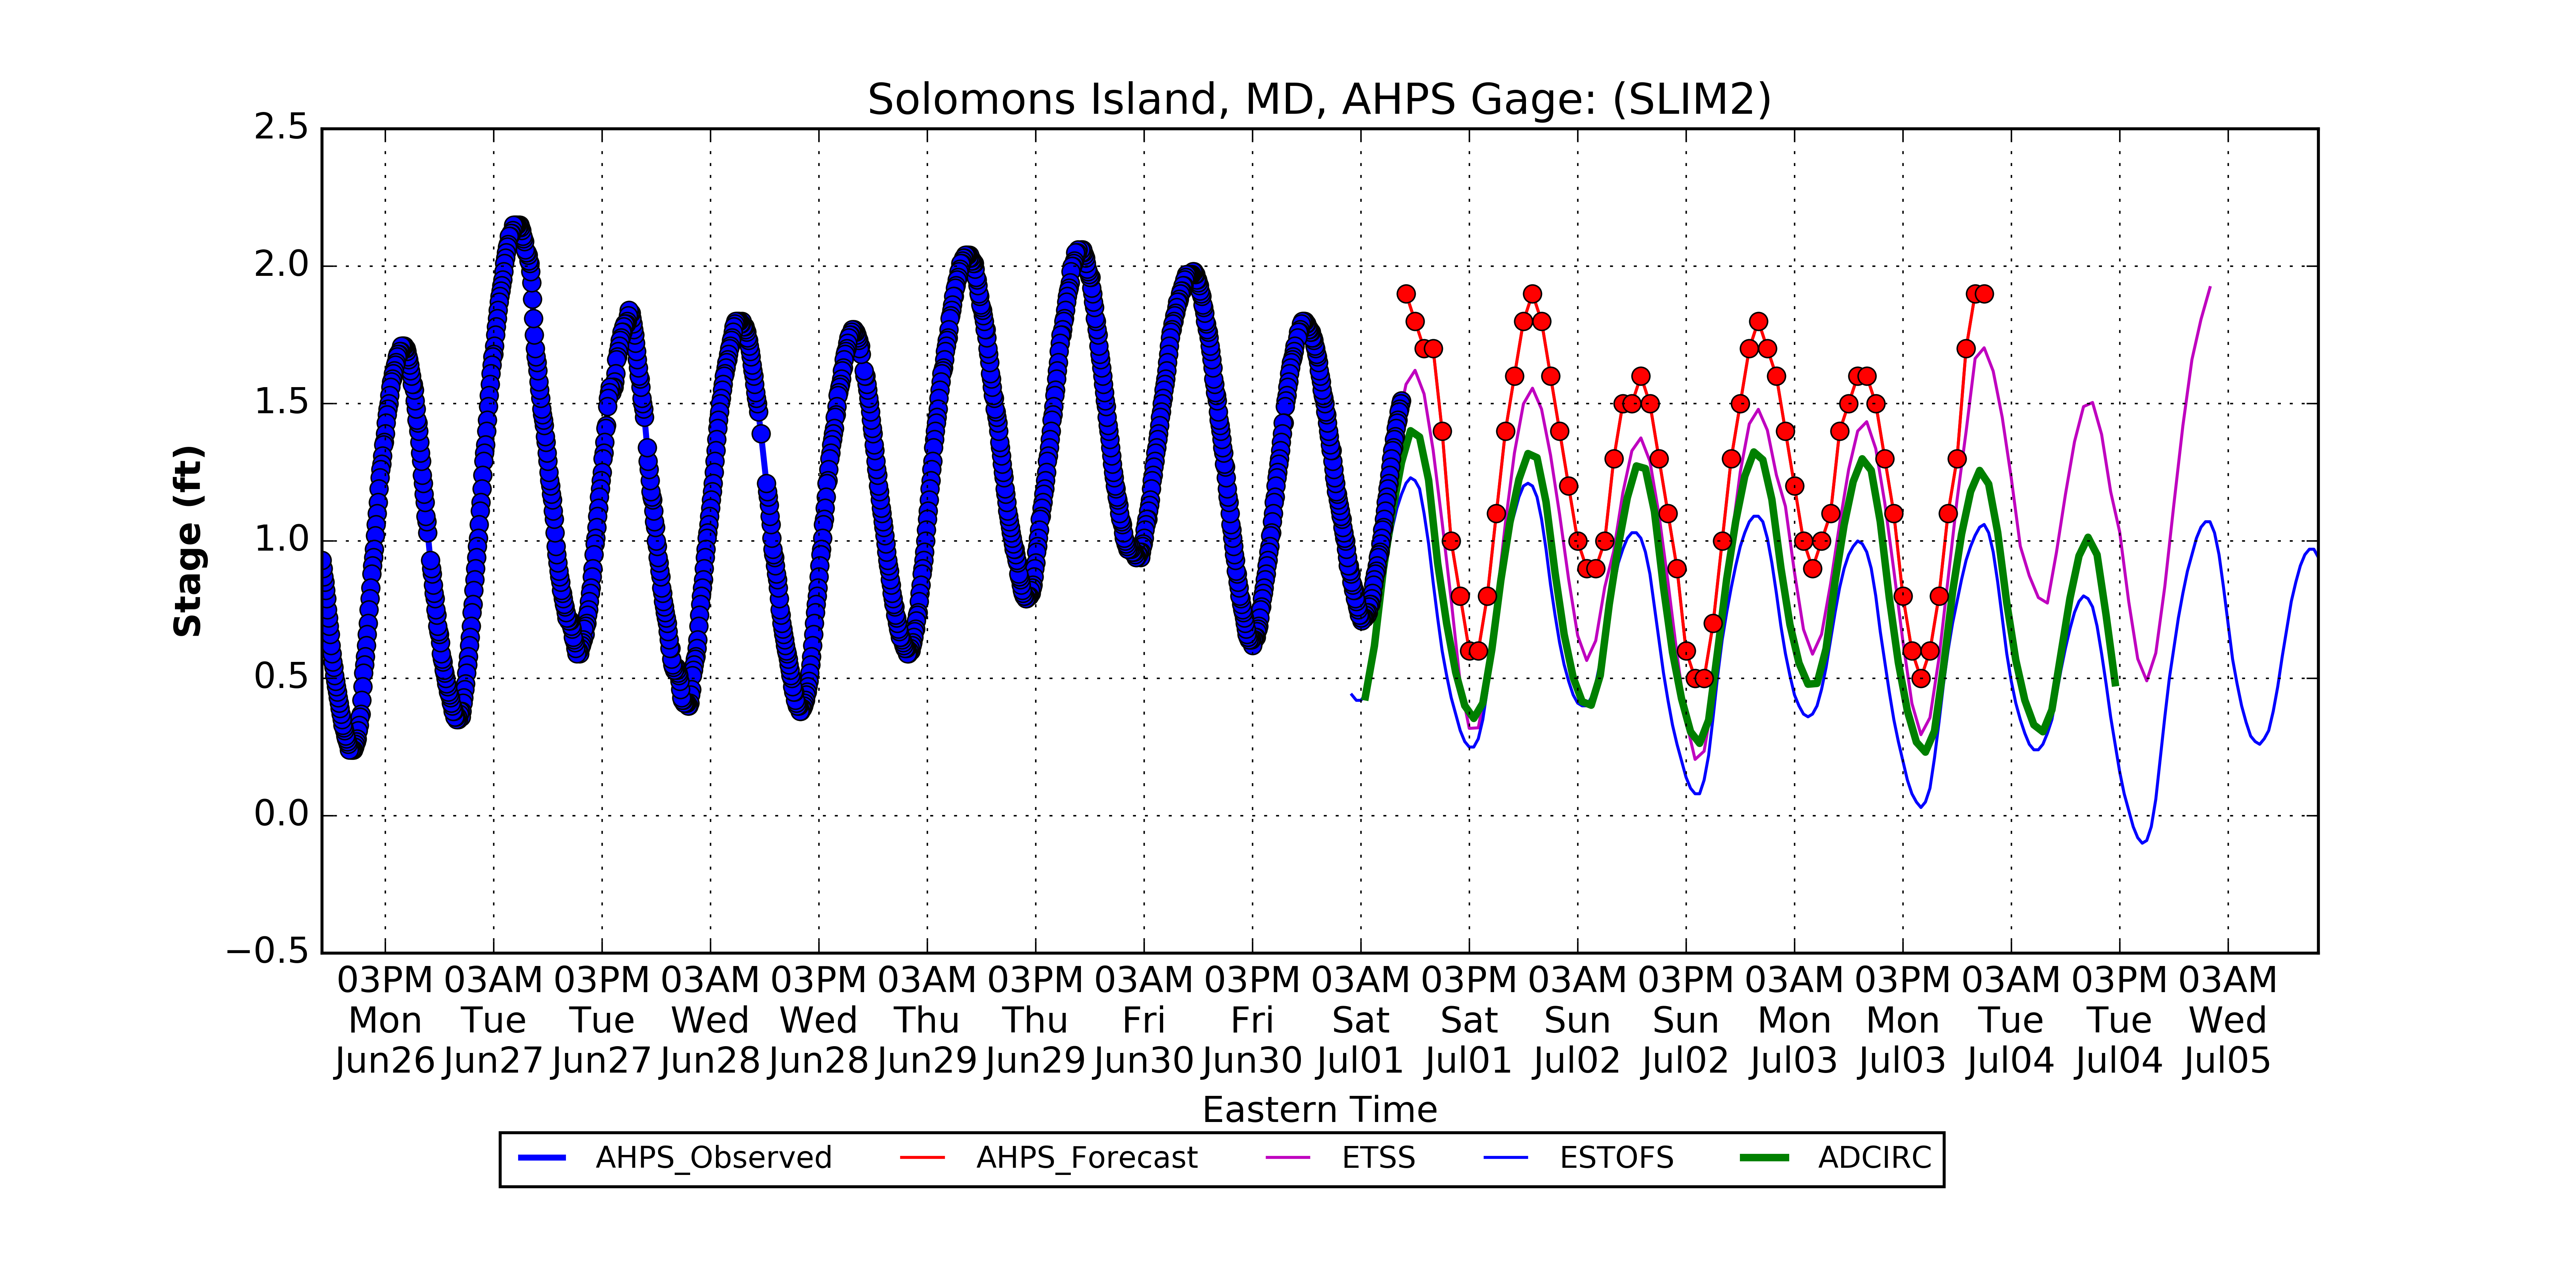 Solomons Island, MD, AHPS Gage: (SLIM2)
2.5
2.0
1.5
1.0
0.5
0.0
−0.5
Stage (ft)
03PM 03AM 03PM 03AM 03PM 03AM 03PM 03AM 03PM 03AM 03PM 03AM 03PM 03AM 03PM 03AM 03PM 03AM
Mon Tue Tue Wed Wed Thu Thu Fri Fri Sat Sat Sun Sun Mon Mon Tue Tue Wed
Jun26 Jun27 Jun27 Jun28 Jun28 Jun29 Jun29 Jun30 Jun30 Jul01 Jul01 Jul02 Jul02 Jul03 Jul03 Jul04 Jul04 Jul05
Eastern Time
AHPS_Observed AHPS_Forecast ETSS ESTOFS ADCIRC